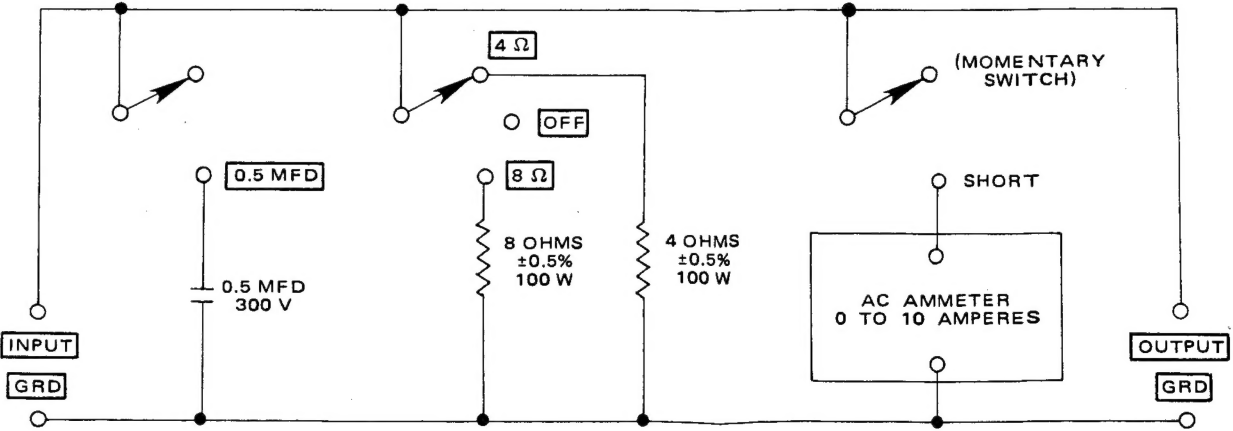 4 Ω
(MOMENTARY
SWITCH)
OFF
0.5 MFD
8 Ω
SHORT
8 OHMS
±0.5%
100 W
4 OHMS
±0.5%
100 W
0.5 MFD
300 V
AC AMMETER
0 TO 10 AMPERES
INPUT
GRD
OUTPUT
GRD